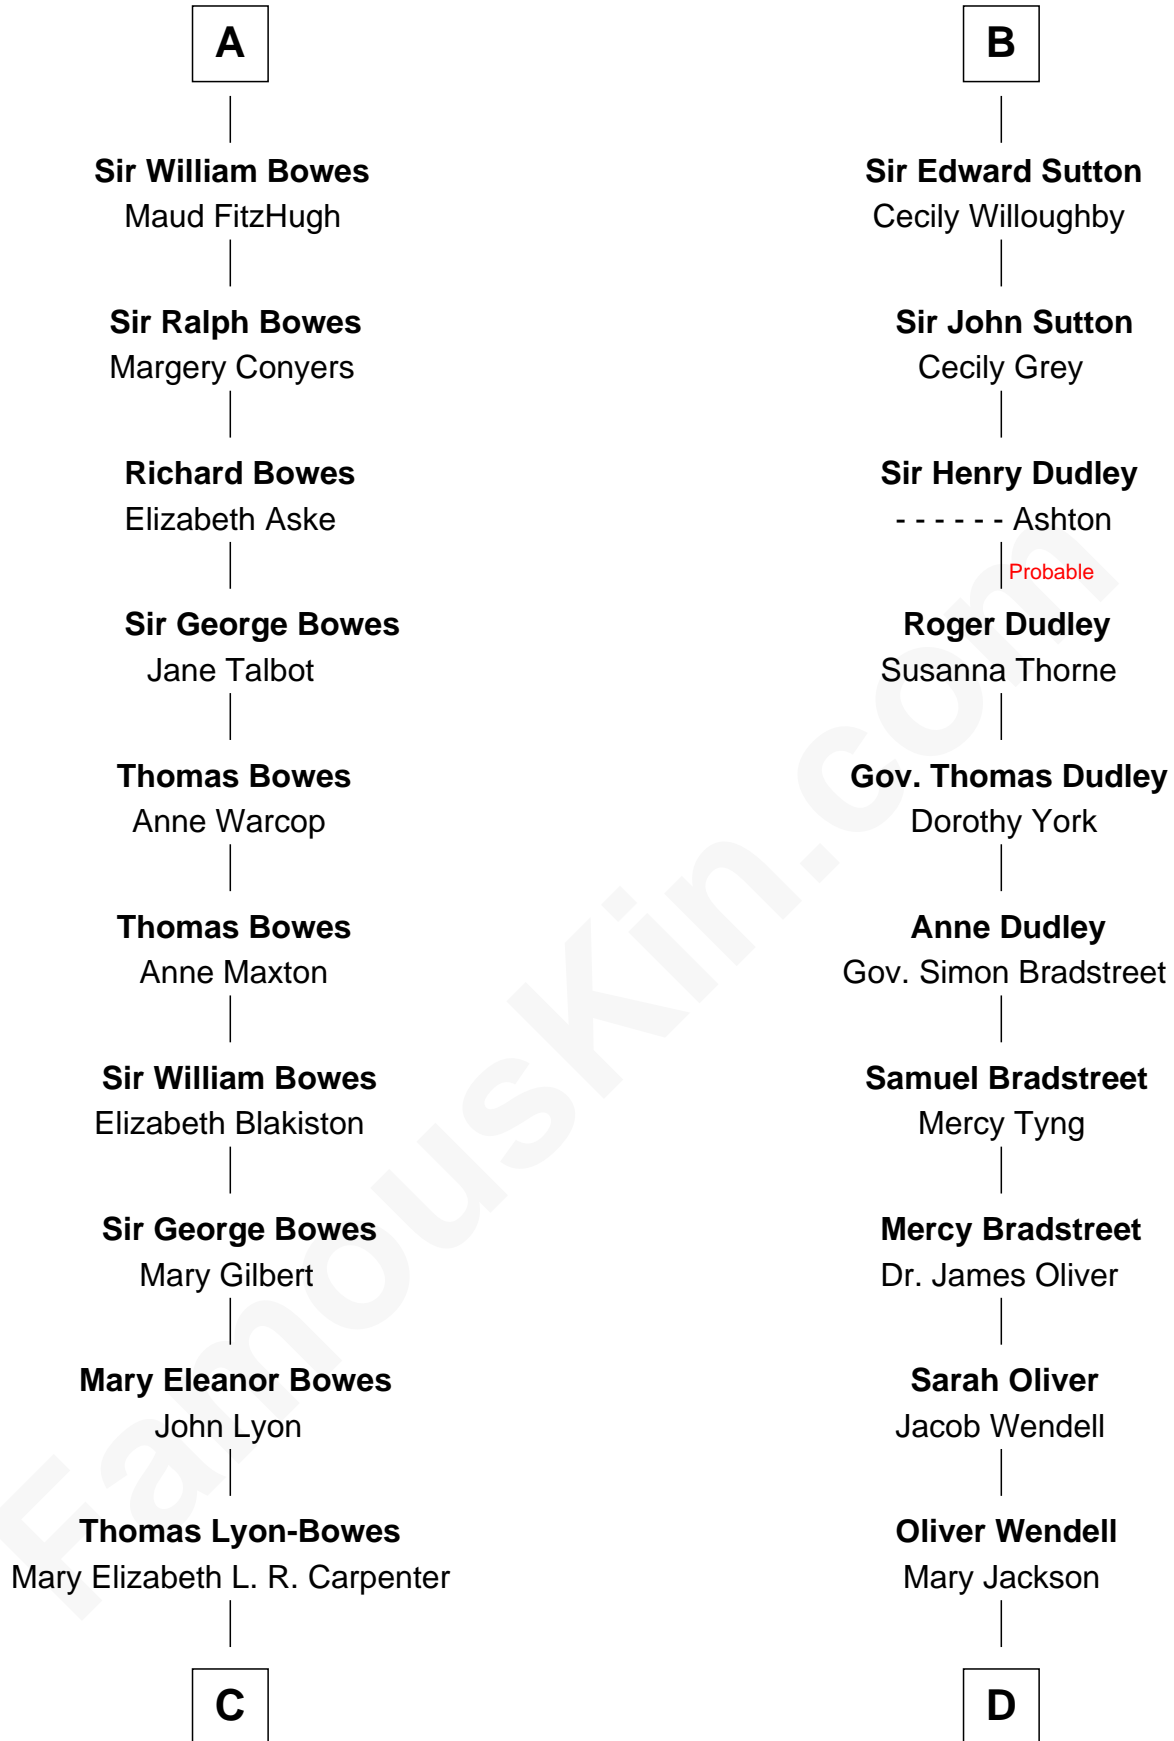 A
Sir William Bowes
Maud FitzHugh
Sir Ralph Bowes
Margery Conyers
Richard Bowes
Elizabeth Aske
Sir George Bowes
Jane Talbot
Thomas Bowes
Anne Warcop
Thomas Bowes
Anne Maxton
Sir William Bowes
Elizabeth Blakiston
Sir George Bowes
Mary Gilbert
Mary Eleanor Bowes
John Lyon
Thomas Lyon-Bowes
Mary Elizabeth L. R. Carpenter
C
B
Sir Edward Sutton
Cecily Willoughby
Sir John Sutton
Cecily Grey
Sir Henry Dudley
- - - - - - Ashton
Probable
Roger Dudley
Susanna Thorne
Gov. Thomas Dudley
Dorothy York
Anne Dudley
Gov. Simon Bradstreet
Samuel Bradstreet
Mercy Tyng
Mercy Bradstreet
Dr. James Oliver
Sarah Oliver
Jacob Wendell
Oliver Wendell
Mary Jackson
D
FamousKin.com